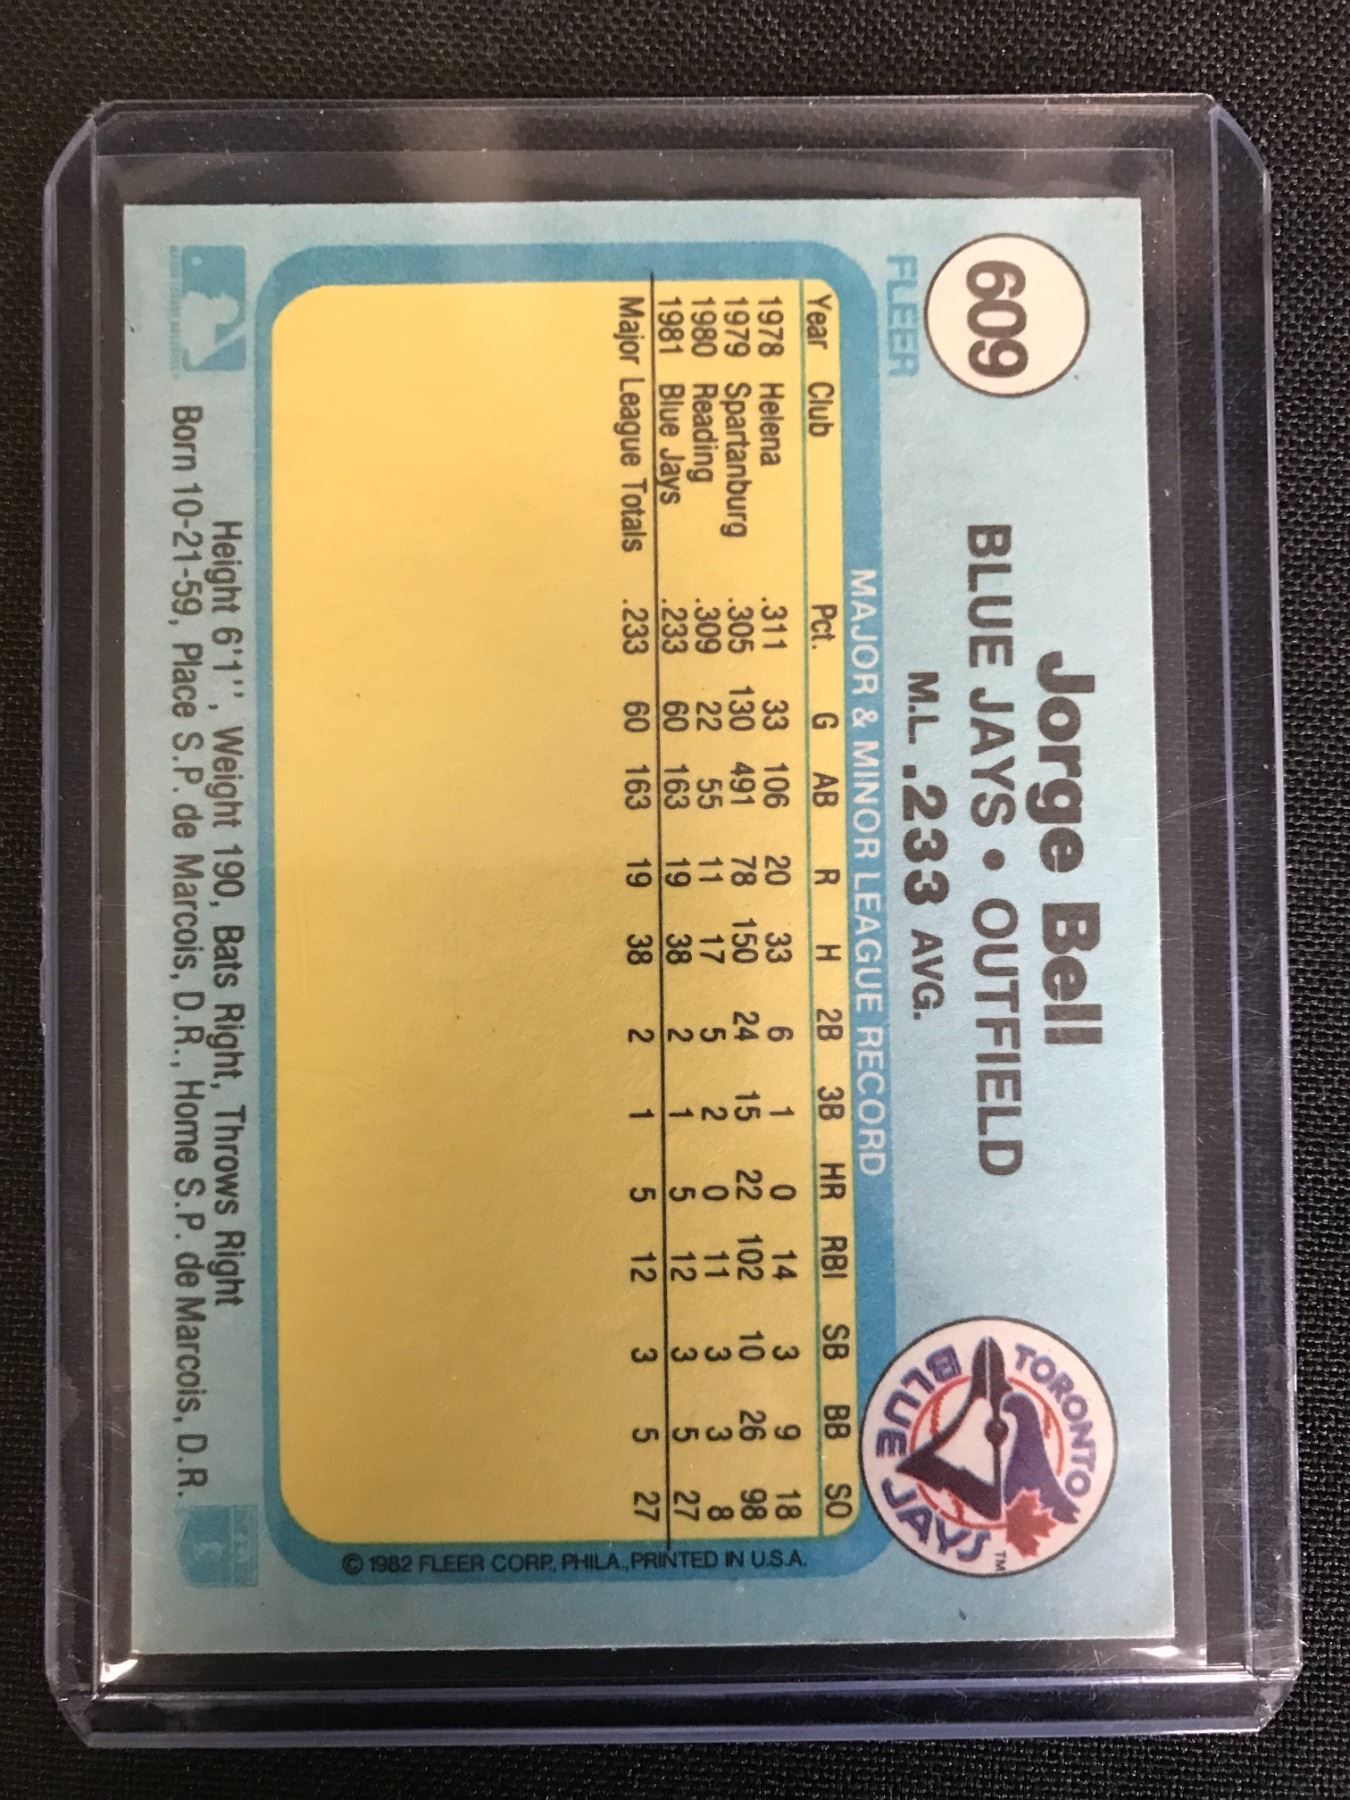 609
Jorge Bell
BLUE JAYS • OUTFIELD
M.L. .233 AVG.
TORONTO
BLUE JAYS
TM
FLEER
MAJOR & MINOR LEAGUE RECORD
Year Club Pct. G AB R H 2B 3B HR RBI SB BB SO
1978 Helena .311 33 106 20 33 6 1 0 14 3 9 18
1979 Spartanburg .305 130 491 78 150 24 15 22 102 10 26 98
1980 Reading .309 22 55 11 17 5 2 0 11 3 3 8
1981 Blue Jays .233 60 163 19 38 2 1 5 12 3 5 27
Major League Totals .233 60 163 19 38 2 1 5 12 3 5 27
© 1982 FLEER CORP., PHILA., PRINTED IN U.S.A.
Height 6'1'', Weight 190, Bats Right, Throws Right
Born 10-21-59, Place S.P. de Marcois, D.R., Home S.P. de Marcois, D.R.